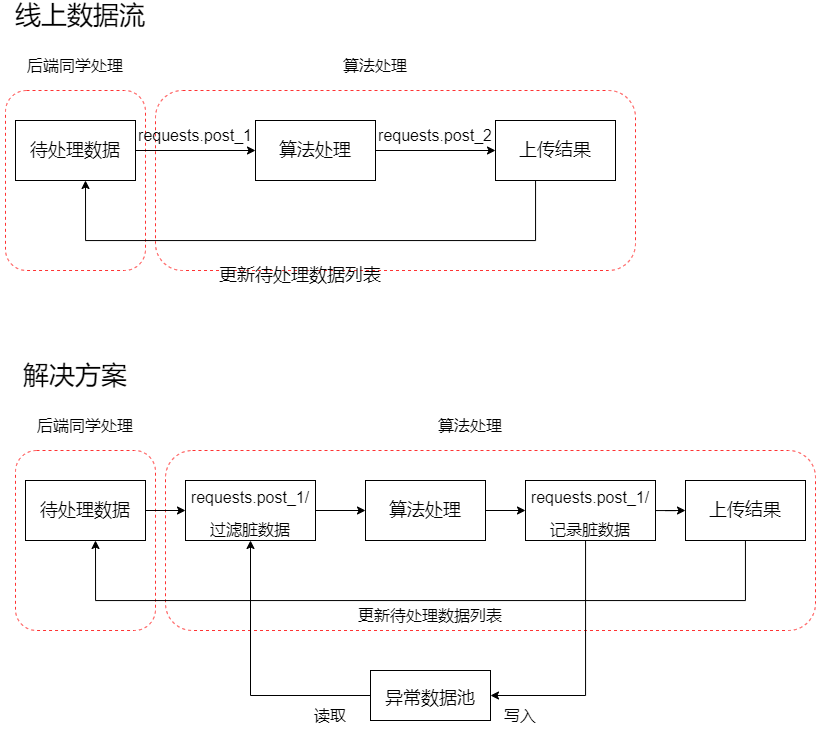 线上数据流
后端同学处理
算法处理
待处理数据
requests.post_1
算法处理
requests.post_2
上传结果
更新待处理数据列表
解决方案
后端同学处理
算法处理
待处理数据
requests.post_1/
过滤脏数据
算法处理
requests.post_1/
记录脏数据
上传结果
更新待处理数据列表
读取
异常数据池
写入